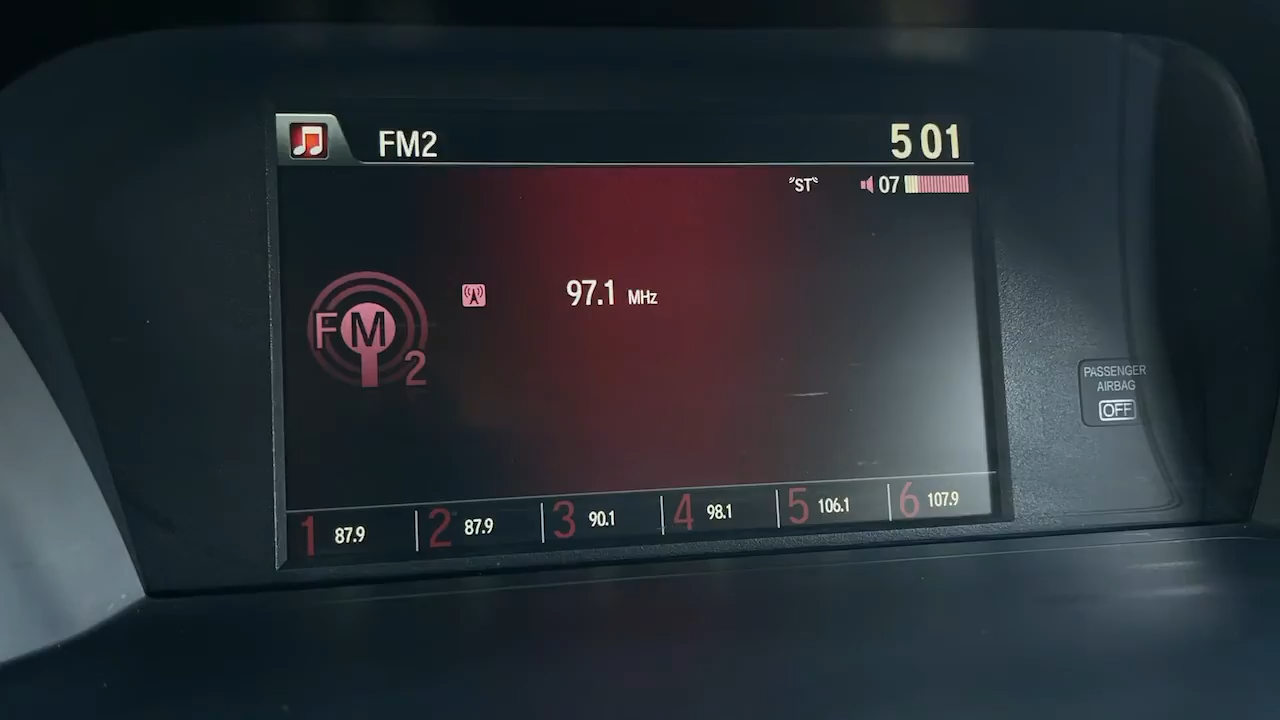 FM2
5 01
"ST"
07
97.1 MHz
FM
2
PASSENGER
AIRBAG
OFF
1 87.9
2 87.9
3 90.1
4 98.1
5 106.1
6 107.9